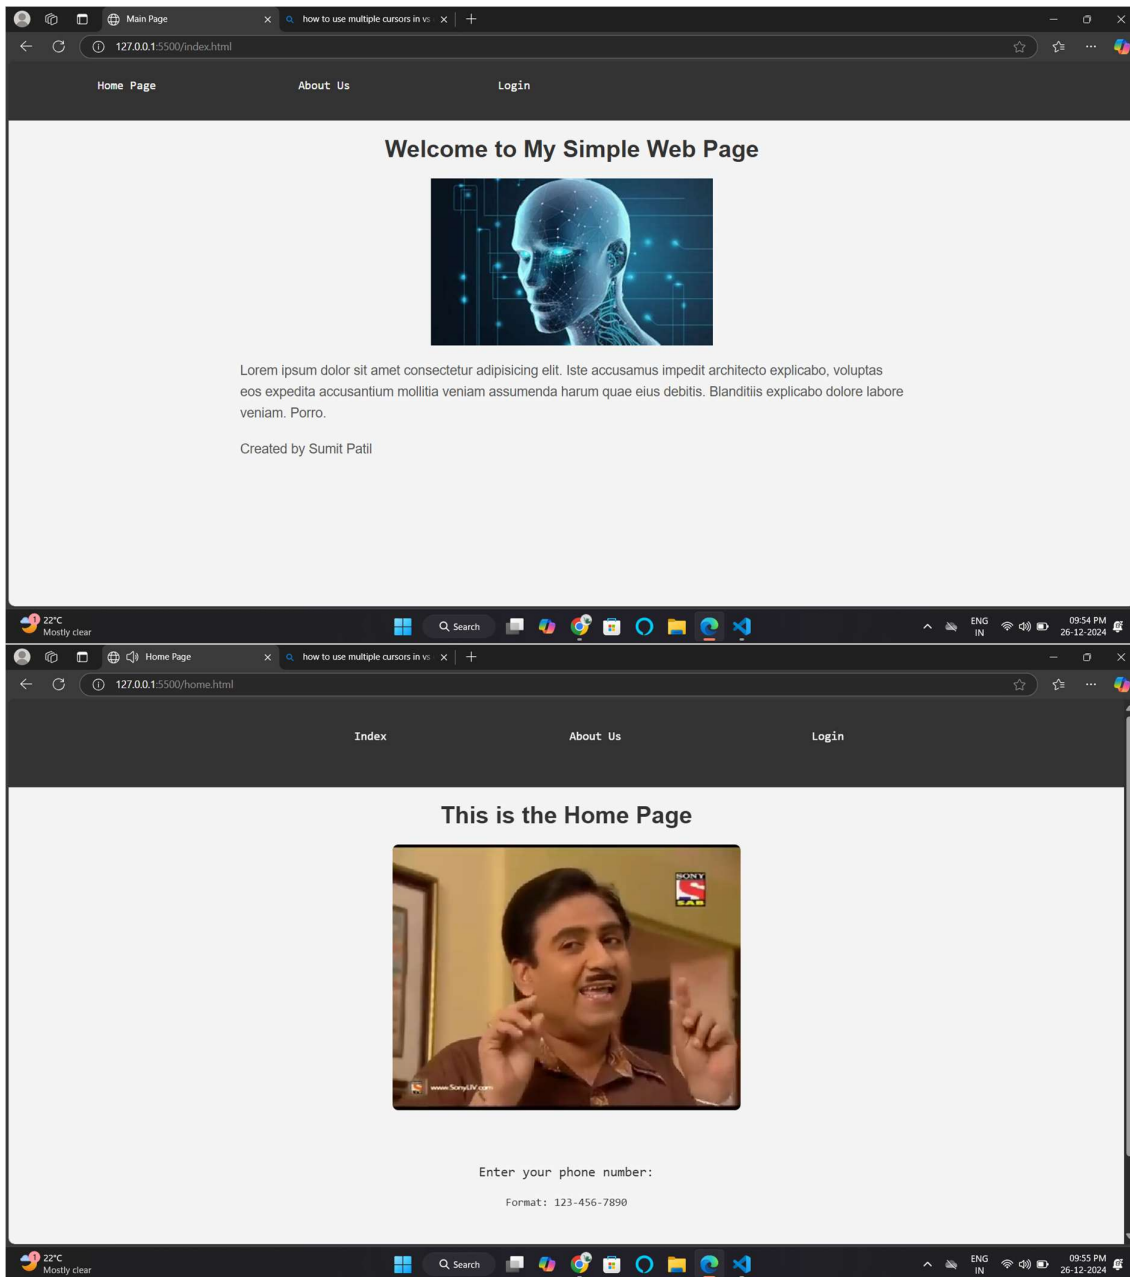 Main Page
how to use multiple cursors in vs
127.0.0.1:5500/index.html
Home Page About Us Login
Welcome to My Simple Web Page
Lorem ipsum dolor sit amet consectetur adipisicing elit. Iste accusamus impedit architecto explicabo, voluptas
eos expedita accusantium mollitia veniam assumenda harum quae eius debitis. Blanditiis explicabo dolore labore
veniam. Porro.
Created by Sumit Patil
1
22°C
Mostly clear
Search
ENG
IN
09:54 PM
26-12-2024
Home Page
how to use multiple cursors in vs
127.0.0.1:5500/home.html
Index About Us Login
This is the Home Page
SONY
S
SAB
www.SonyLIV.com
Enter your phone number:
Format: 123-456-7890
1
22°C
Mostly clear
Search
ENG
IN
09:55 PM
26-12-2024